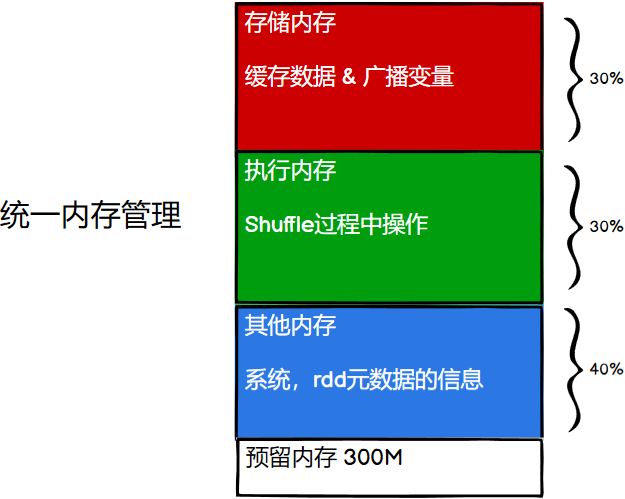 存储内存
缓存数据 & 广播变量
30%
执行内存
统一内存管理
Shuffle过程中操作
30%
其他内存
系统，rdd元数据的信息
40%
预留内存 300M